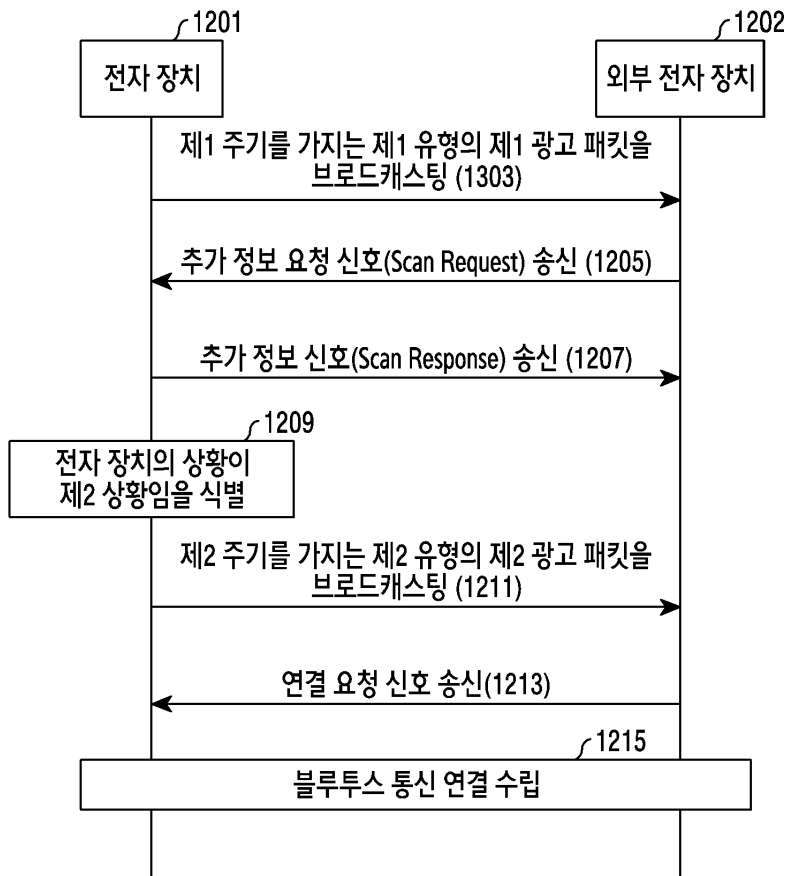 1201
1202
전자 장치
외부 전자 장치
제1 주기를 가지는 제1 유형의 제1 광고 패킷을
브로드캐스팅 (1303)
추가 정보 요청 신호(Scan Request) 송신 (1205)
추가 정보 신호(Scan Response) 송신 (1207)
1209
전자 장치의 상황이
제2 상황임을 식별
제2 주기를 가지는 제2 유형의 제2 광고 패킷을
브로드캐스팅 (1211)
연결 요청 신호 송신(1213)
1215
블루투스 통신 연결 수립